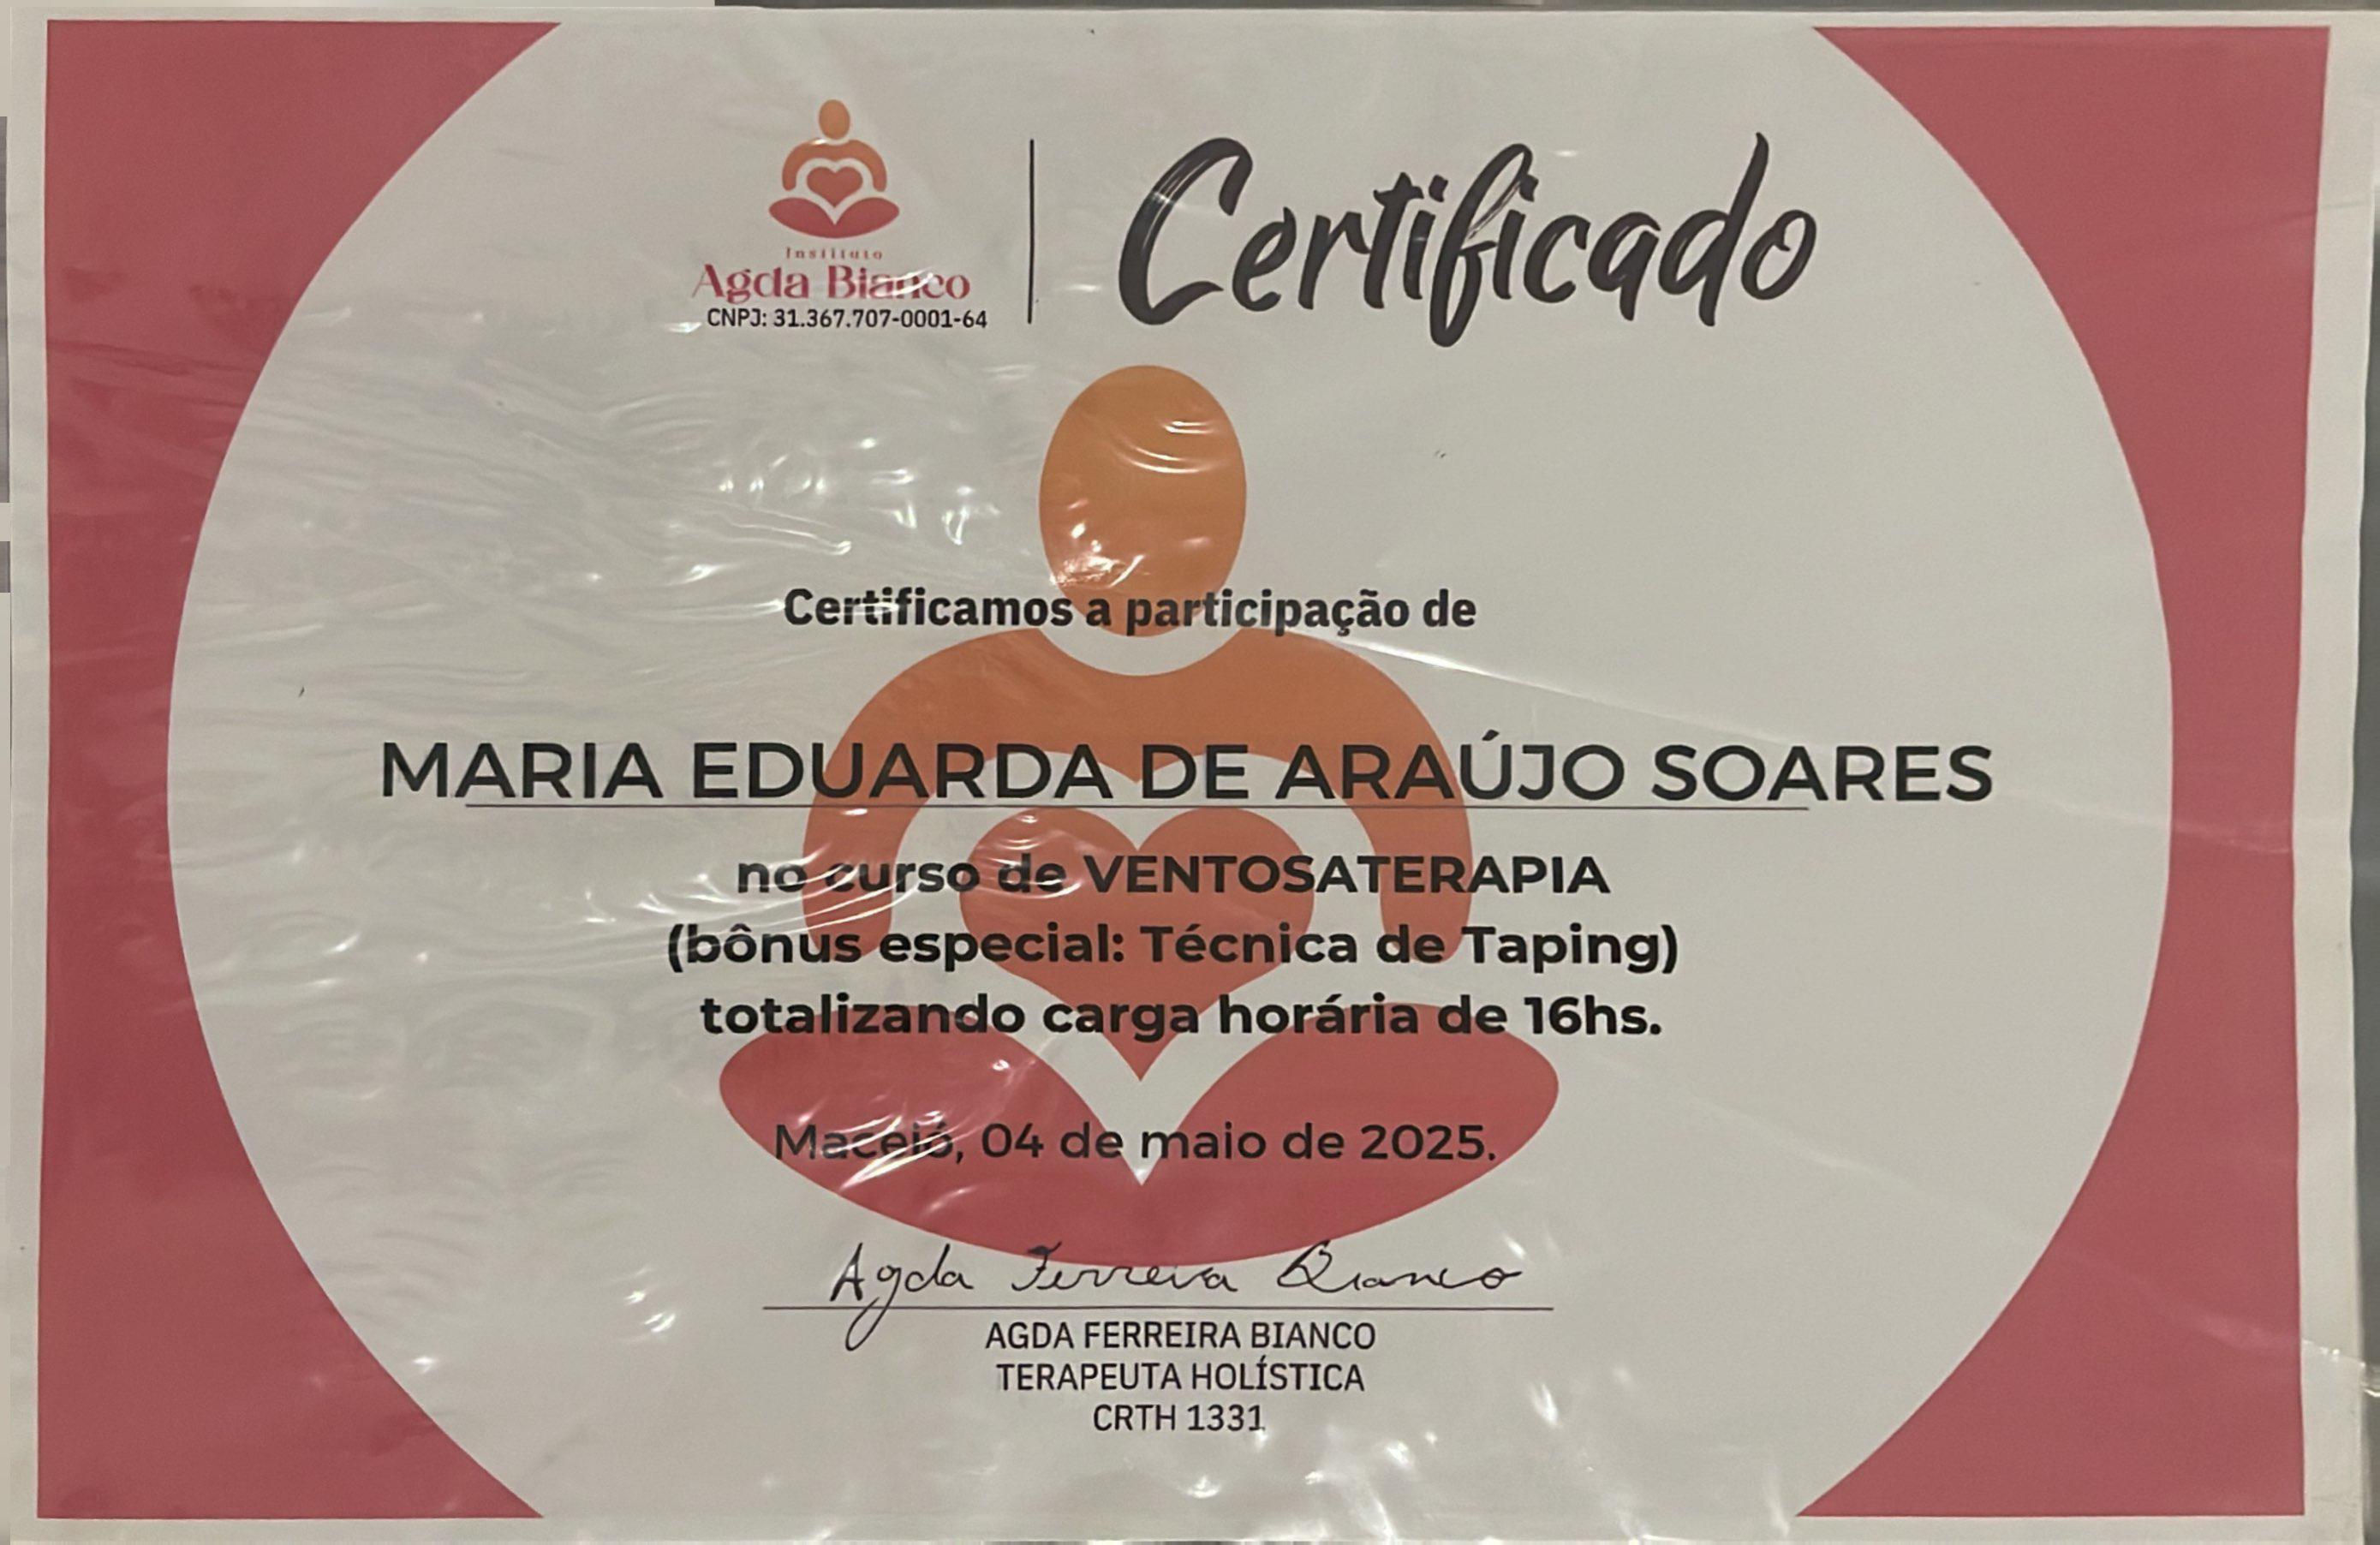 Instituto
Agda Bianco
CNPJ: 31.367.707-0001-64
Certificado
Certificamos a participação de
MARIA EDUARDA DE ARAÚJO SOARES
no curso de VENTOSATERAPIA
(bônus especial: Técnica de Taping)
totalizando carga horária de 16hs.
Maceió, 04 de maio de 2025.
Agda Ferreira Bianco
AGDA FERREIRA BIANCO
TERAPEUTA HOLÍSTICA
CRTH 1331